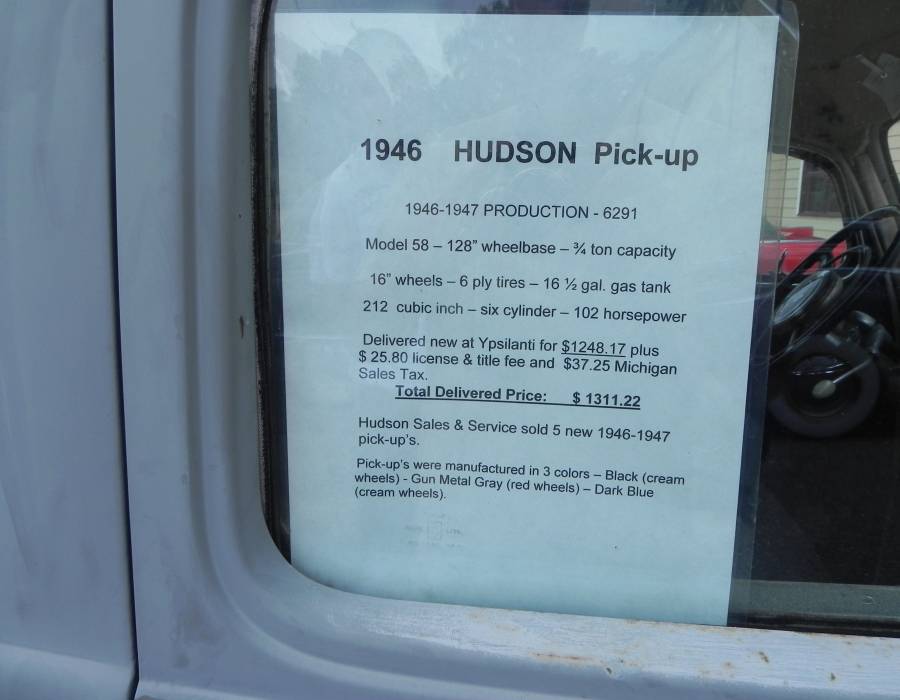 1946 HUDSON Pick-up
1946-1947 PRODUCTION - 6291
Model 58 – 128” wheelbase – ¾ ton capacity
16” wheels – 6 ply tires – 16 ½ gal. gas tank
212 cubic inch – six cylinder – 102 horsepower
Delivered new at Ypsilanti for $1248.17 plus
$ 25.80 license & title fee and $37.25 Michigan
Sales Tax.
Total Delivered Price: $ 1311.22
Hudson Sales & Service sold 5 new 1946-1947
pick-up's.
Pick-up's were manufactured in 3 colors – Black (cream
wheels) - Gun Metal Gray (red wheels) – Dark Blue
(cream wheels).